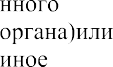 нного
органа)или
иное